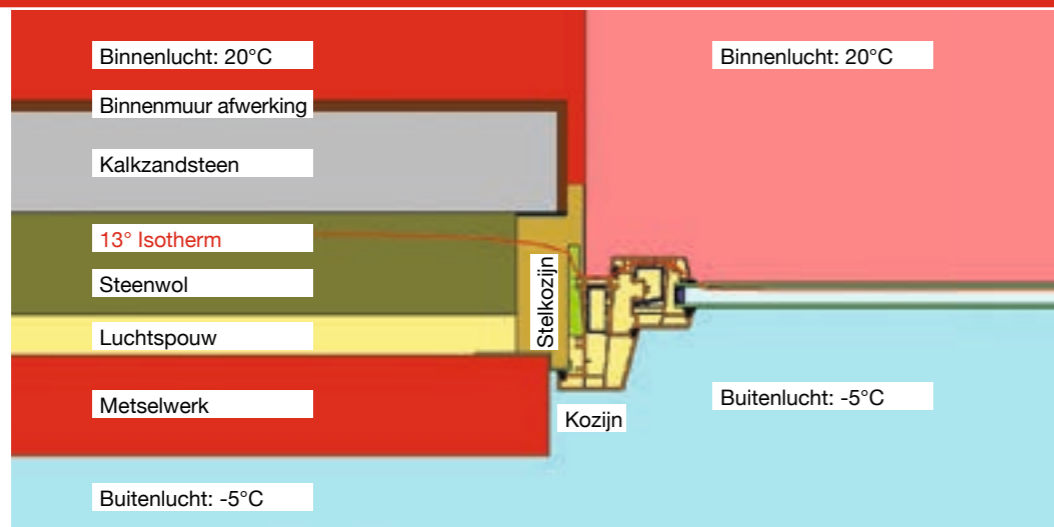 Binnenlucht: 20°C
Binnenlucht: 20°C
Binnenmuur afwerking
Kalkzandsteen
13° Isotherm
Steenwol
Stelkozijn
Luchtspouw
Metselwerk
Buitenlucht: -5°C
Kozijn
Buitenlucht: -5°C